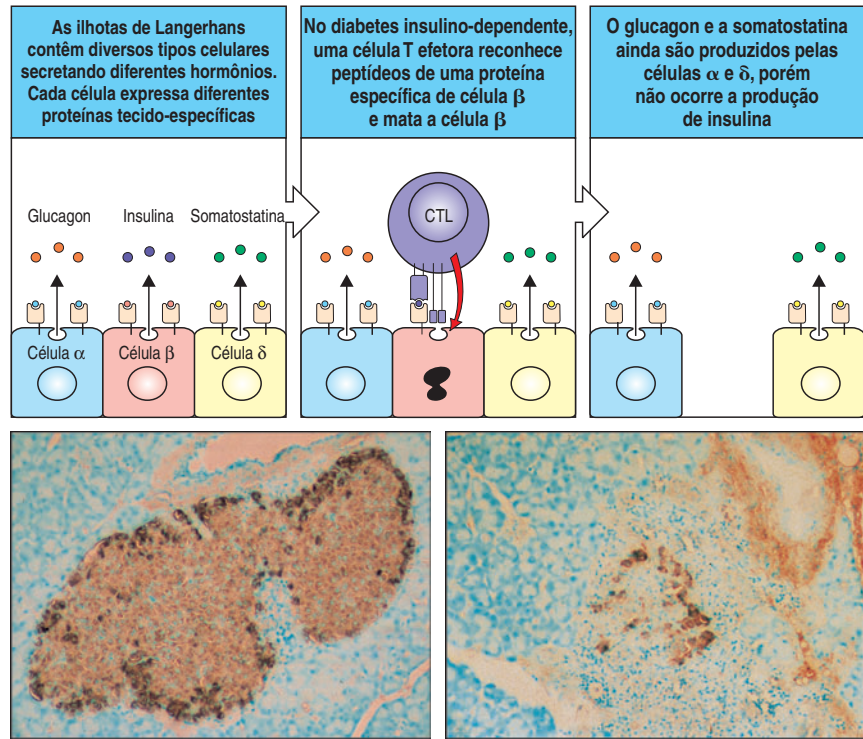 As ilhotas de Langerhans
contêm diversos tipos celulares
secretando diferentes hormônios.
Cada célula expressa diferentes
proteínas tecido-específicas
No diabetes insulino-dependente,
uma célula T efetora reconhece
peptídeos de uma proteína
específica de célula β
e mata a célula β
O glucagon e a somatostatina
ainda são produzidos pelas
células α e δ, porém
não ocorre a produção
de insulina
Glucagon
Insulina
Somatostatina
Célula α
Célula β
Célula δ
CTL